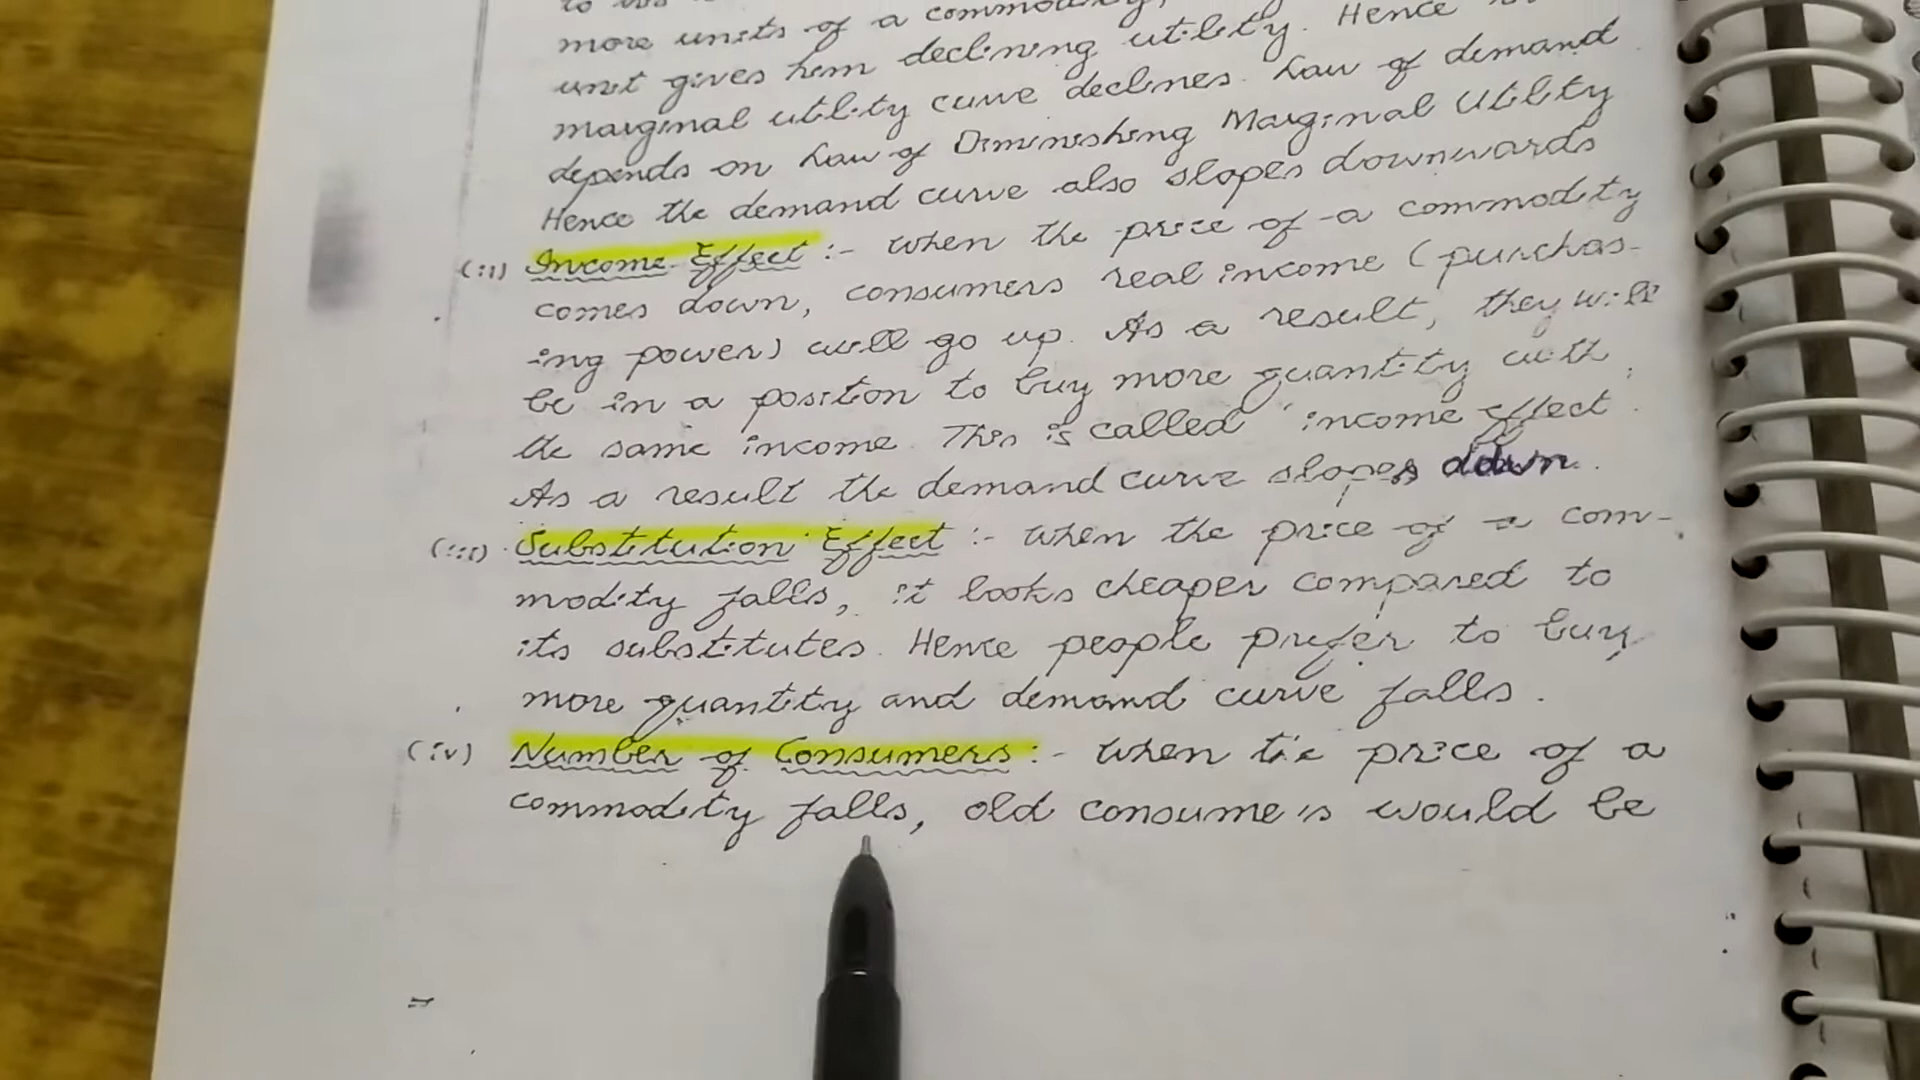 more units of a commodity,
unit gives him declining utility. Hence
marginal utility curve declines. Law of demand
depends on Law of Diminishing Marginal Utility
Hence the demand curve also slopes downwards
(ii) Income Effect :- When the price of a commodity
comes down, consumers real income (purchas-
ing power) will go up. As a result, they will
be in a position to buy more quantity with
the same income. This is called 'income effect'.
As a result the demand curve slopes down.
(iii) Substitution Effect :- When the price of a com-
modity falls, it looks cheaper compared to
its substitutes. Hence people prefer to buy
more quantity and demand curve falls.
(iv) Number of Consumers :- When the price of a
commodity falls, old consumers would be